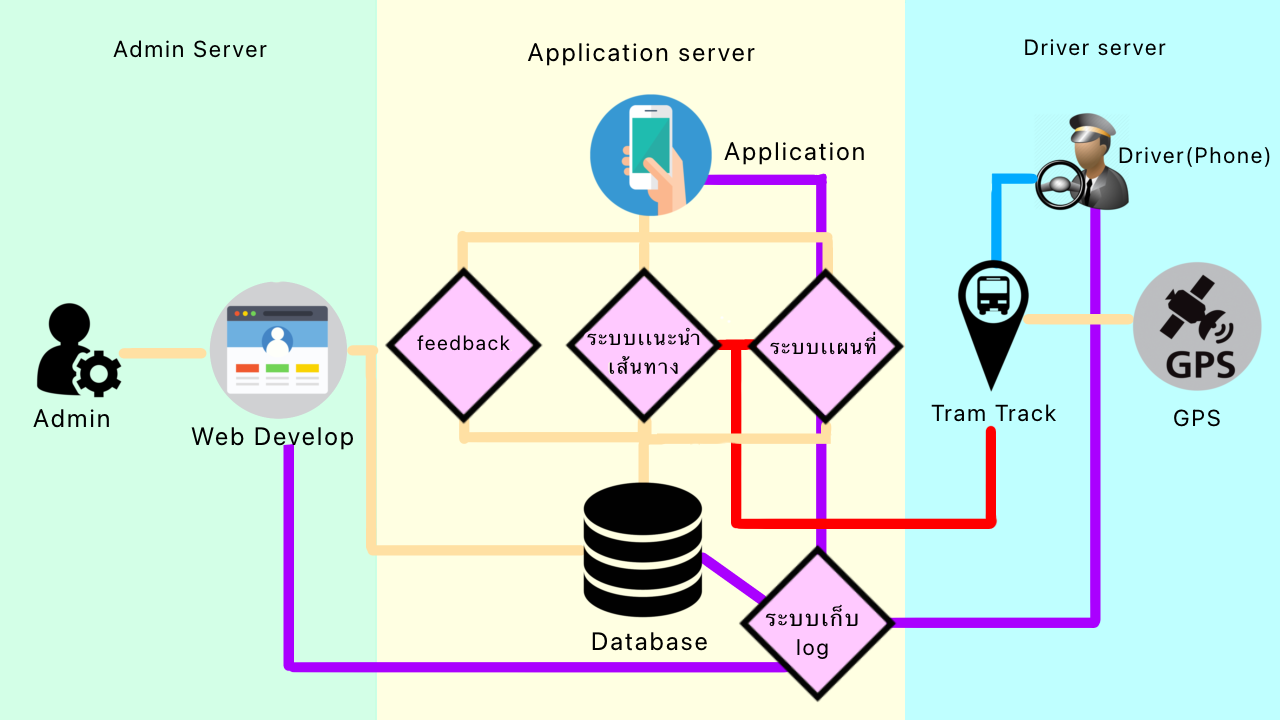 Admin Server
Application server
Driver server
Application
Driver(Phone)
feedback
ระบบแนะนำ
เส้นทาง
ระบบแผนที่
GPS
Admin
Web Develop
Tram Track
GPS
Database
ระบบเก็บ
log